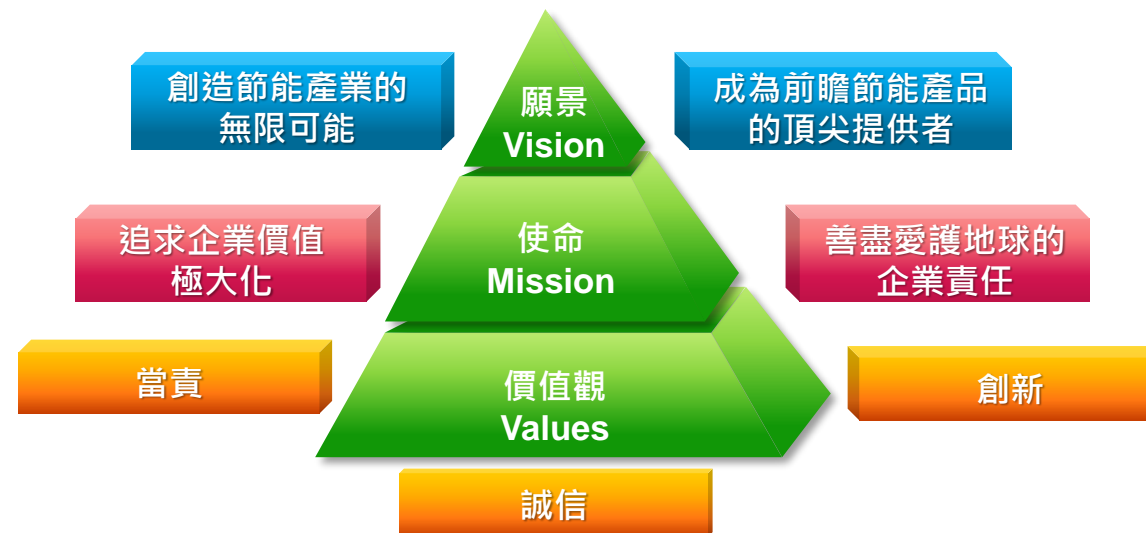 創造節能產業的
無限可能
願景
Vision
成為前瞻節能產品
的頂尖提供者
追求企業價值
極大化
使命
Mission
善盡愛護地球的
企業責任
當責
價值觀
Values
創新
誠信